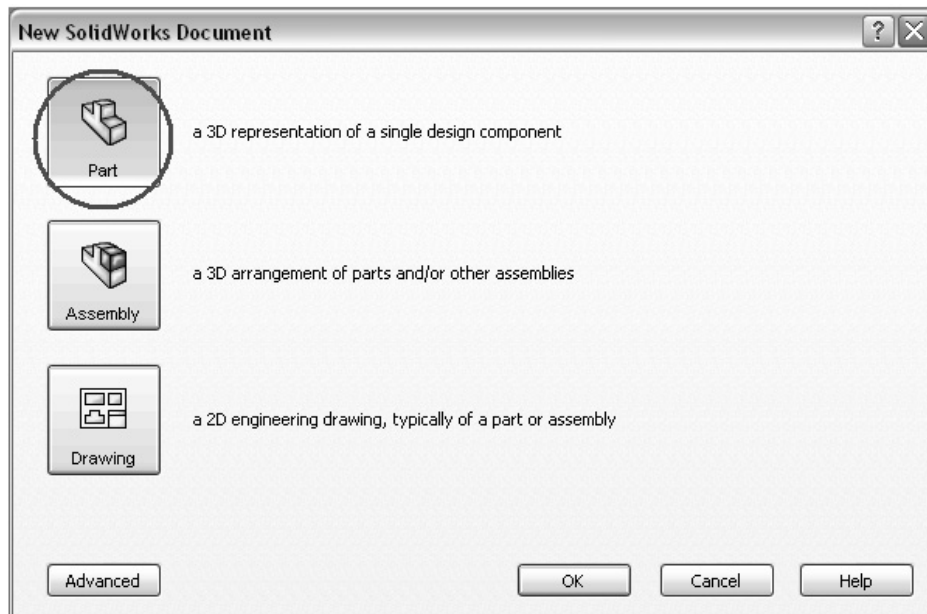 New SolidWorks Document
?
Part
a 3D representation of a single design component
Assembly
a 3D arrangement of parts and/or other assemblies
Drawing
a 2D engineering drawing, typically of a part or assembly
Advanced
OK
Cancel
Help